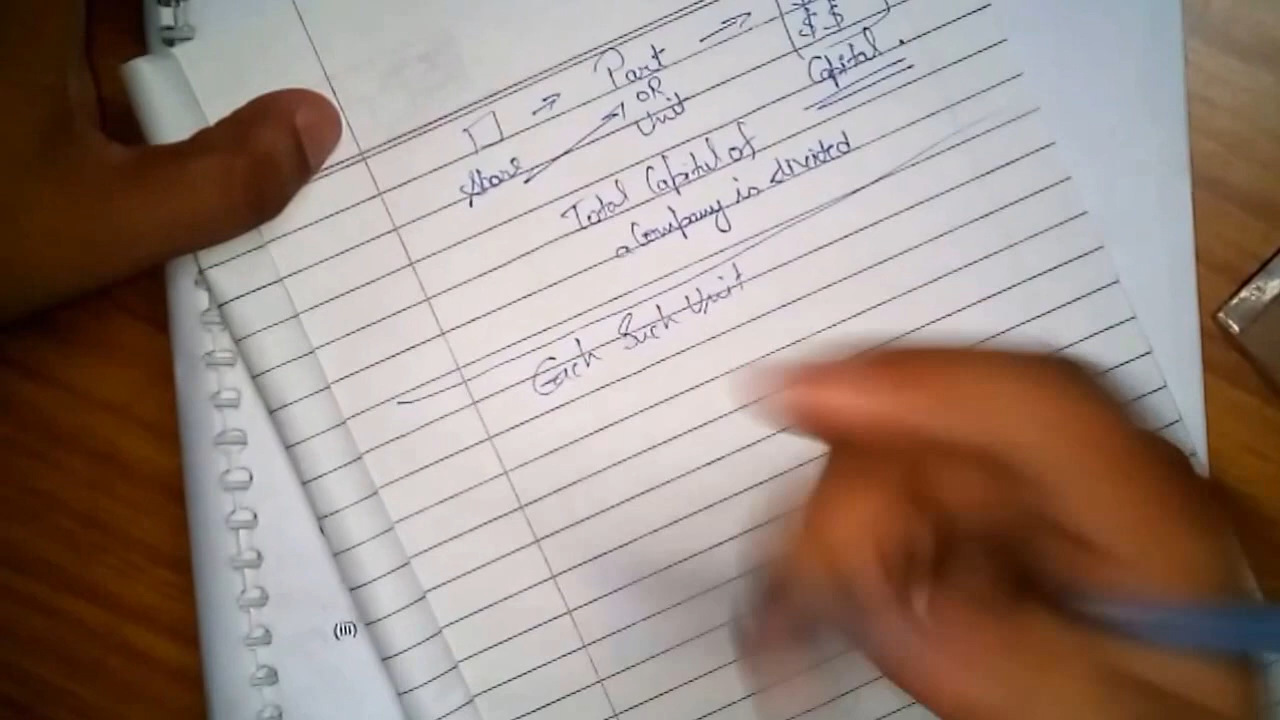 $ $
□ ⇒ Part ⇒ Capital.
Share OR
Unit
Total Capital of
a Company is divided
Each Such Unit
(iii)